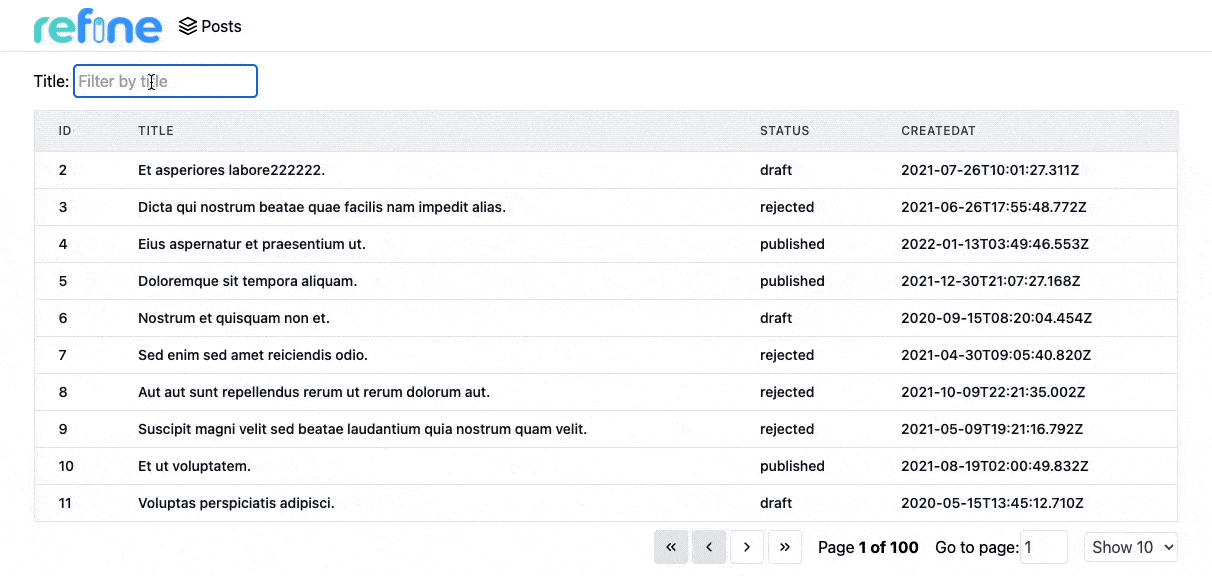 refine Posts
Title: Filter by title
ID TITLE STATUS CREATEDAT
2 Et asperiores labore222222. draft 2021-07-26T10:01:27.311Z
3 Dicta qui nostrum beatae quae facilis nam impedit alias. rejected 2021-06-26T17:55:48.772Z
4 Eius aspernatur et praesentium ut. published 2022-01-13T03:49:46.553Z
5 Doloremque sit tempora aliquam. published 2021-12-30T21:07:27.168Z
6 Nostrum et quisquam non et. draft 2020-09-15T08:20:04.454Z
7 Sed enim sed amet reiciendis odio. rejected 2021-04-30T09:05:40.820Z
8 Aut aut sunt repellendus rerum ut rerum dolorum aut. rejected 2021-10-09T22:21:35.002Z
9 Suscipit magni velit sed beatae laudantium quia nostrum quam velit. rejected 2021-05-09T19:21:16.792Z
10 Et ut voluptatem. published 2021-08-19T02:00:49.832Z
11 Voluptas perspiciatis adipisci. draft 2020-05-15T13:45:12.710Z
« ‹ › » Page 1 of 100 Go to page: 1 Show 10